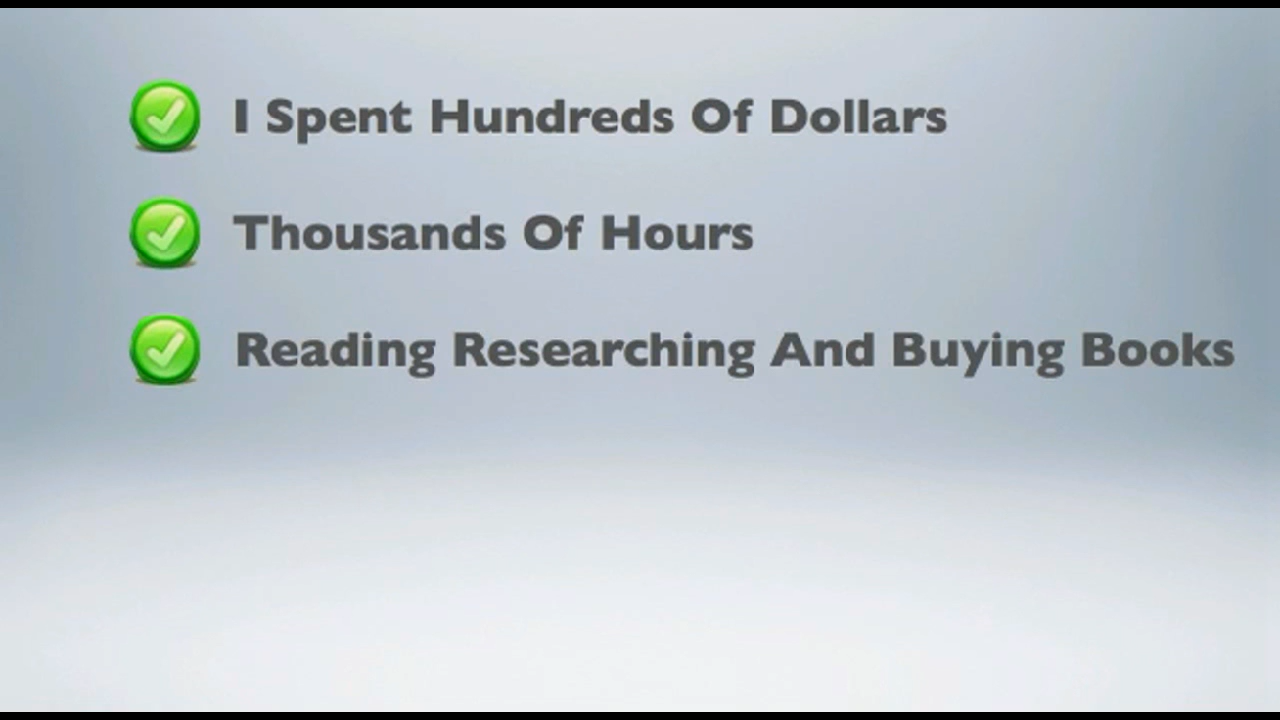 I Spent Hundreds Of Dollars
Thousands Of Hours
Reading Researching And Buying Books